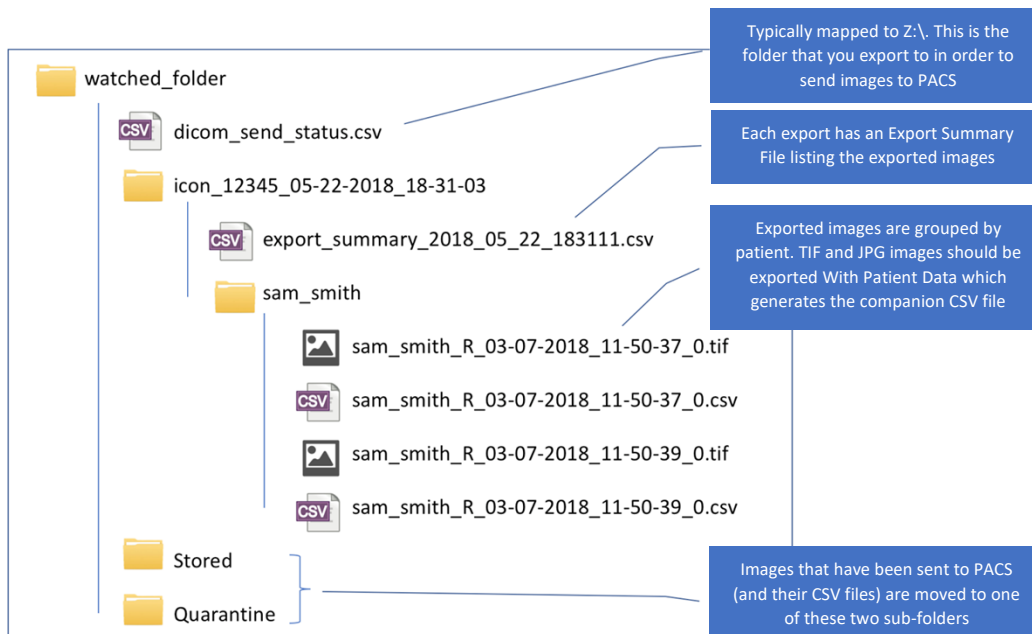 Typically mapped to Z:\. This is the
folder that you export to in order to
send images to PACS
watched_folder
CSV
dicom_send_status.csv
Each export has an Export Summary
File listing the exported images
icon_12345_05-22-2018_18-31-03
CSV
export_summary_2018_05_22_183111.csv
Exported images are grouped by
patient. TIF and JPG images should be
exported With Patient Data which
generates the companion CSV file
sam_smith
sam_smith_R_03-07-2018_11-50-37_0.tif
CSV
sam_smith_R_03-07-2018_11-50-37_0.csv
sam_smith_R_03-07-2018_11-50-39_0.tif
CSV
sam_smith_R_03-07-2018_11-50-39_0.csv
Stored
Quarantine
Images that have been sent to PACS
(and their CSV files) are moved to one
of these two sub-folders